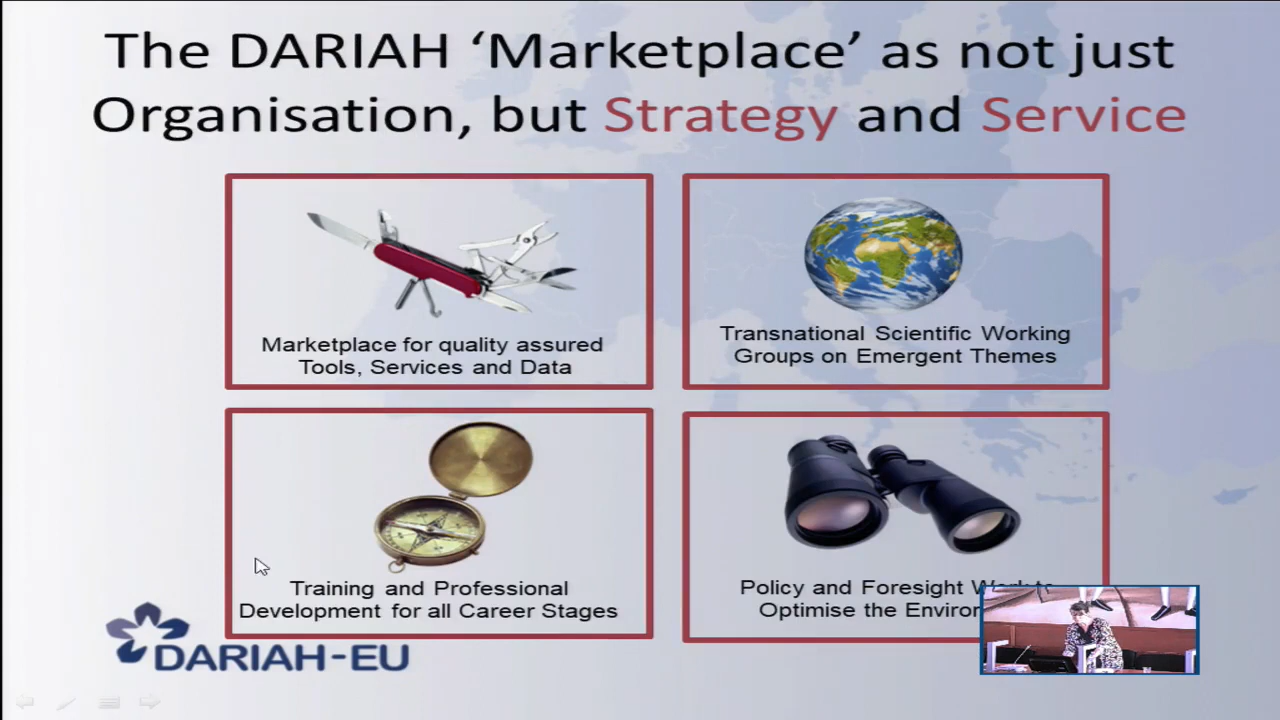 The DARIAH ‘Marketplace’ as not just
Organisation, but Strategy and Service
Marketplace for quality assured
Tools, Services and Data
Transnational Scientific Working
Groups on Emergent Themes
Training and Professional
Development for all Career Stages
Policy and Foresight Work to
Optimise the
DARIAH-EU